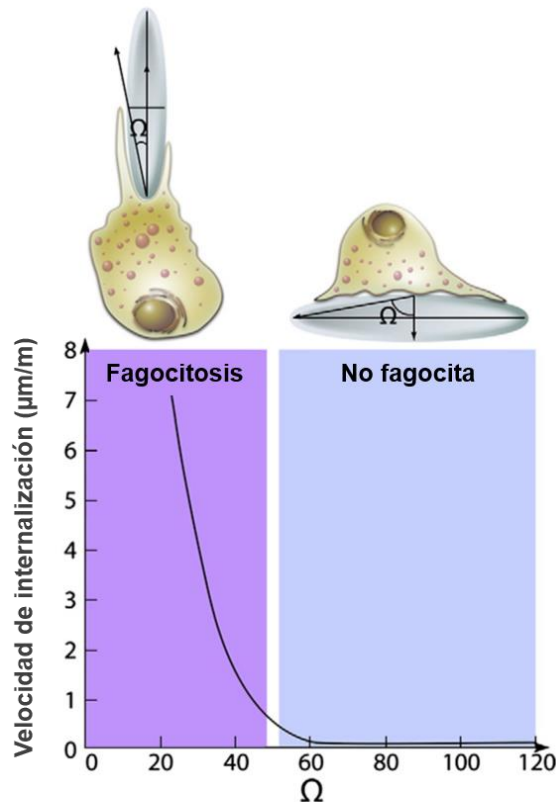 Ω
Ω
Fagocitosis
No fagocita
Velocidad de internalización (µm/m)
8
7
6
5
4
3
2
1
0
0 20 40 60 80 100 120
Ω